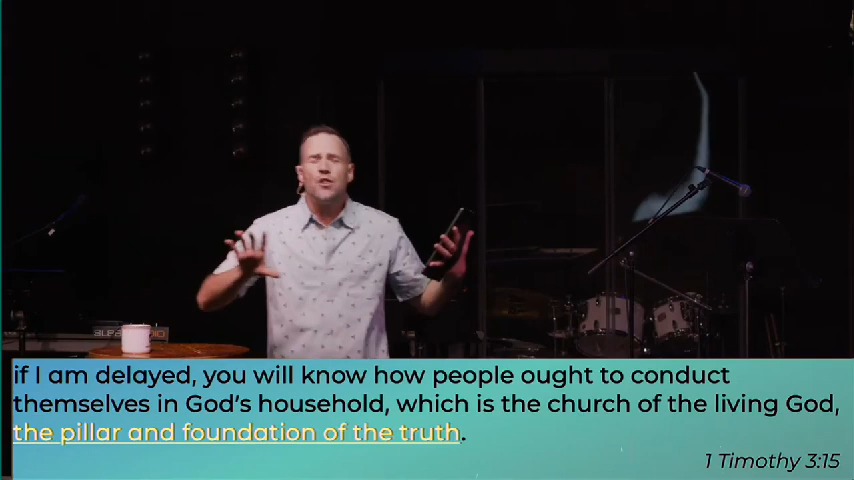 if I am delayed, you will know how people ought to conduct
themselves in God's household, which is the church of the living God,
the pillar and foundation of the truth.
1 Timothy 3:15